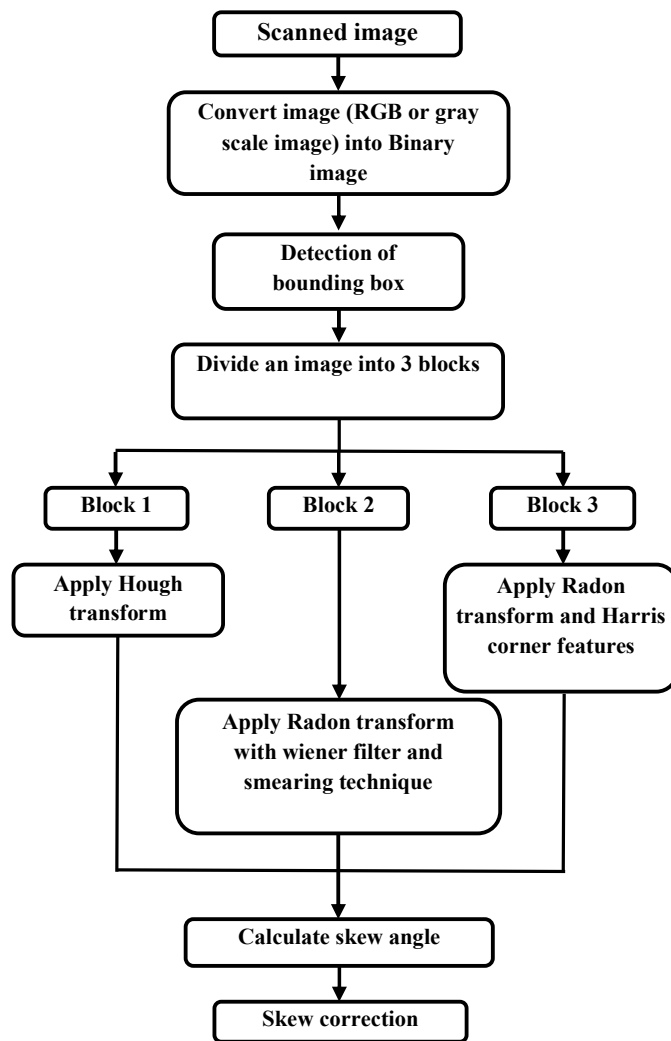 Scanned image
Convert image (RGB or gray
scale image) into Binary
image
Detection of
bounding box
Divide an image into 3 blocks
Block 1
Block 2
Block 3
Apply Hough
transform
Apply Radon
transform and Harris
corner features
Apply Radon transform
with wiener filter and
smearing technique
Calculate skew angle
Skew correction